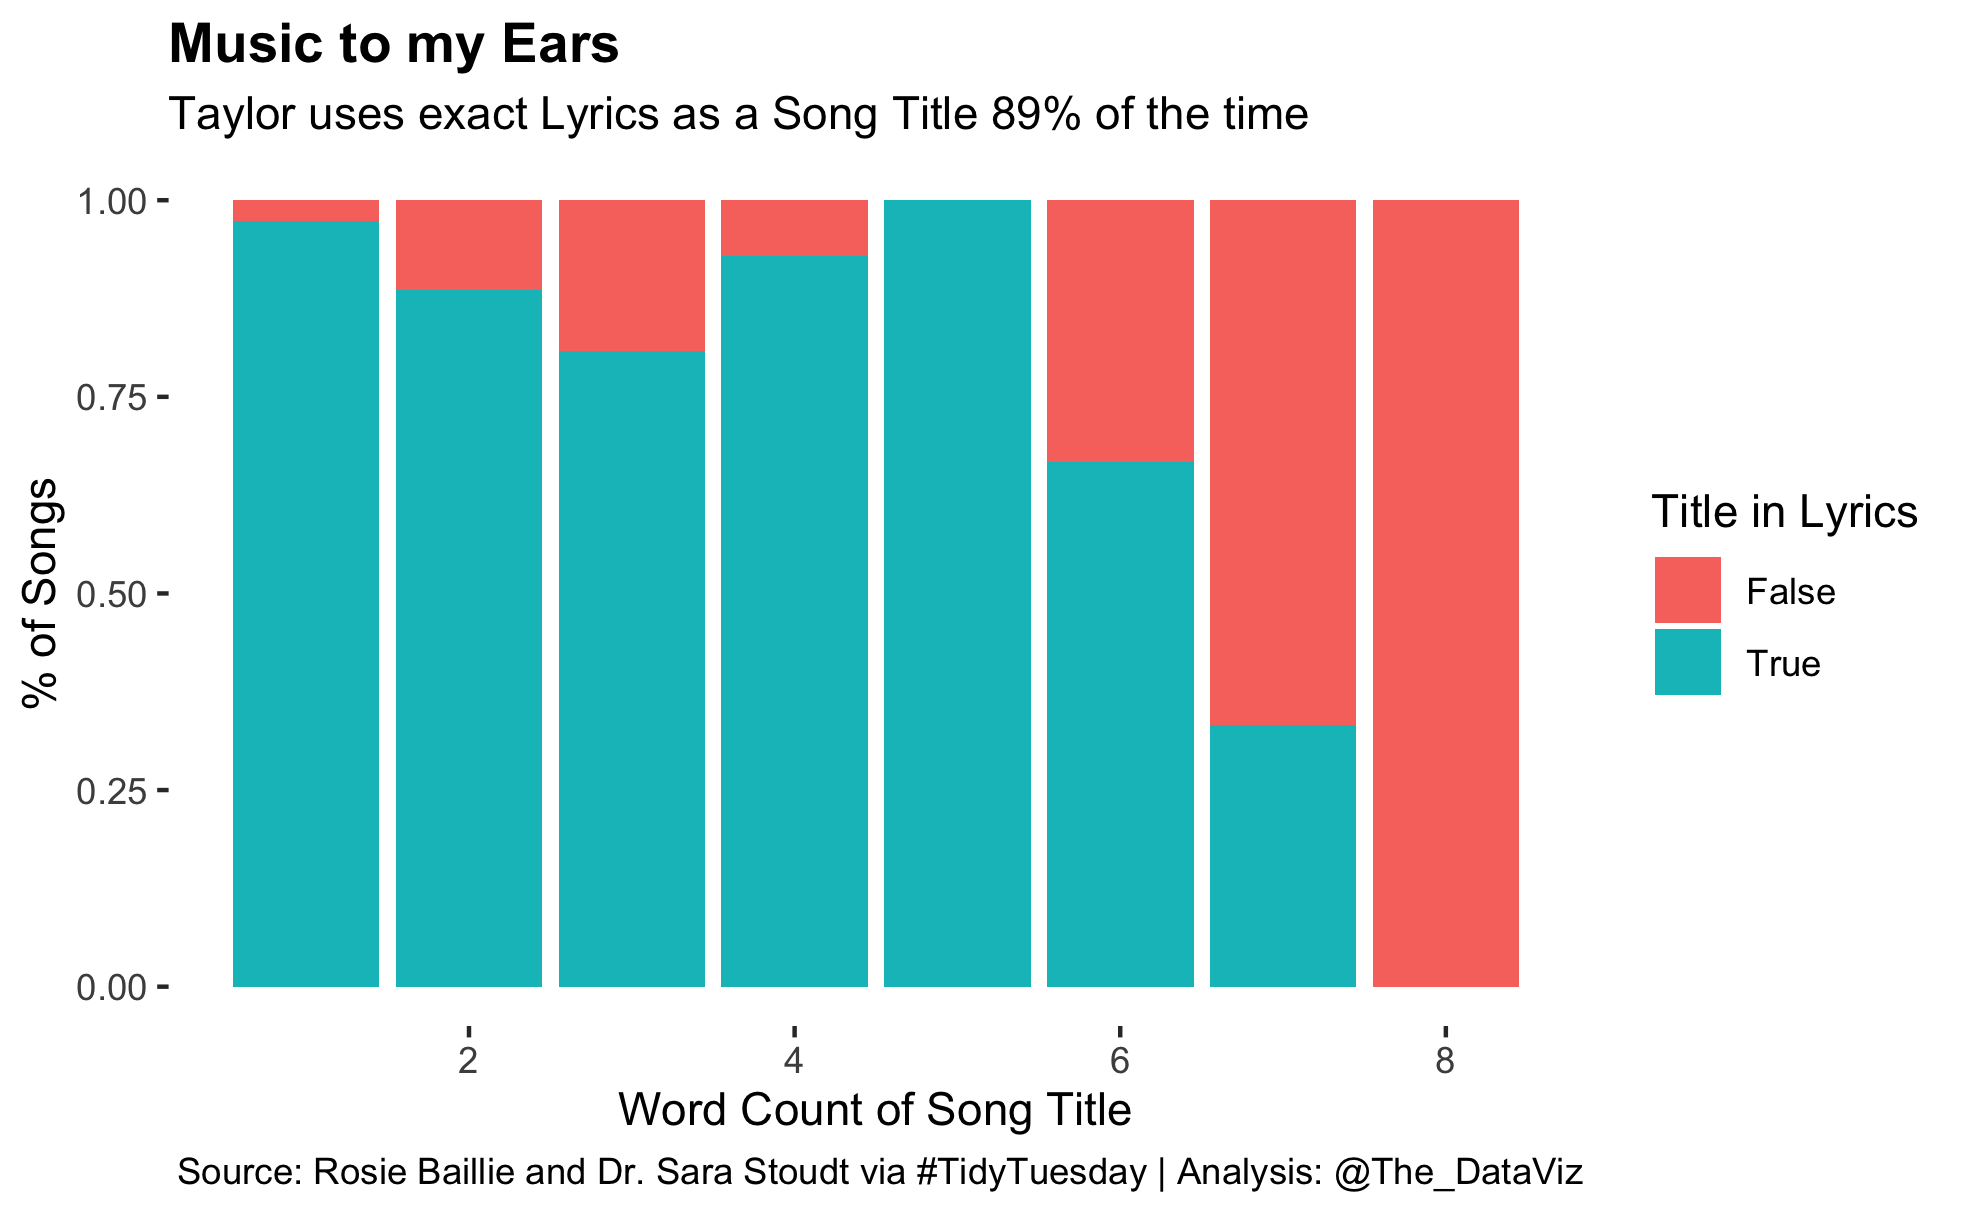 Music to my Ears
Taylor uses exact Lyrics as a Song Title 89% of the time
1.00
0.75
0.50
0.25
0.00
% of Songs
2 4 6 8
Word Count of Song Title
Title in Lyrics
False
True
Source: Rosie Baillie and Dr. Sara Stoudt via #TidyTuesday | Analysis: @The_DataViz